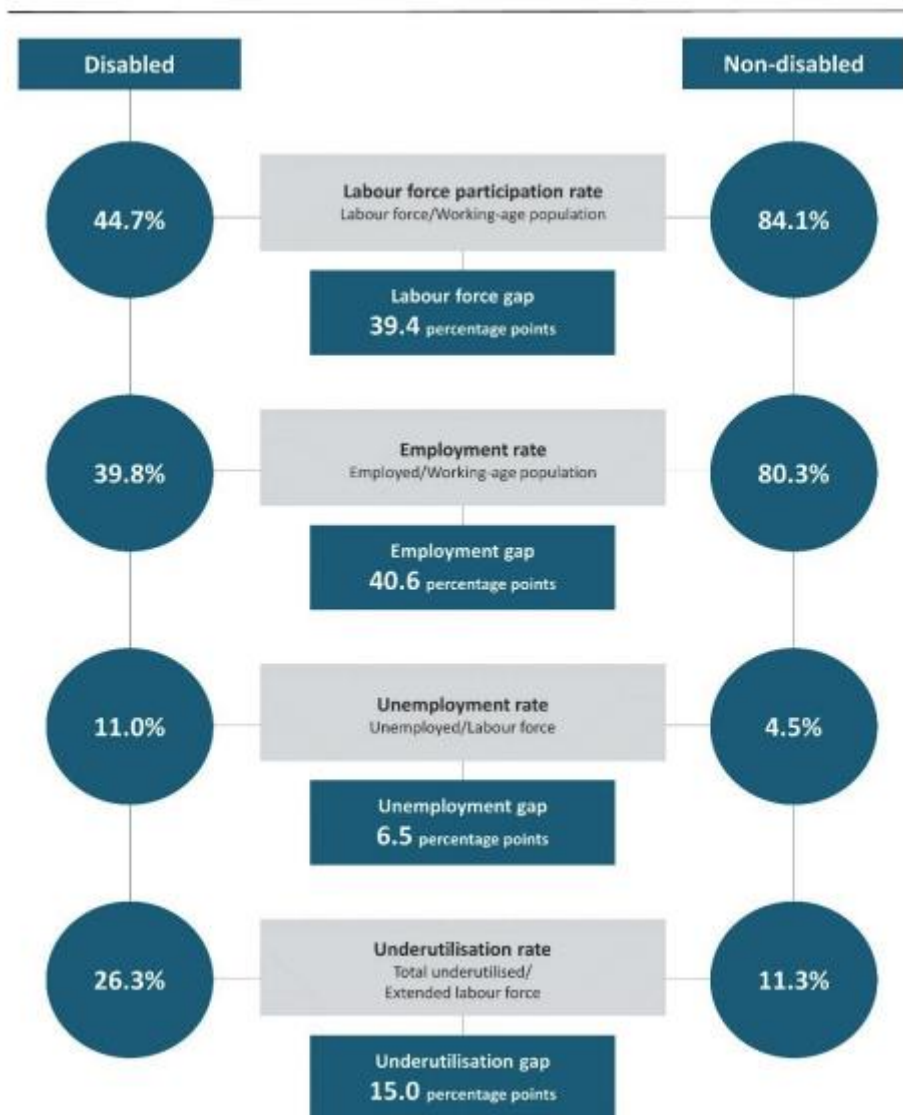 Disabled
Non-disabled
44.7%
Labour force participation rate
Labour force/Working-age population
84.1%
Labour force gap
39.4 percentage points
39.8%
Employment rate
Employed/Working-age population
80.3%
Employment gap
40.6 percentage points
11.0%
Unemployment rate
Unemployed/Labour force
4.5%
Unemployment gap
6.5 percentage points
26.3%
Underutilisation rate
Total underutilised/
Extended labour force
11.3%
Underutilisation gap
15.0 percentage points